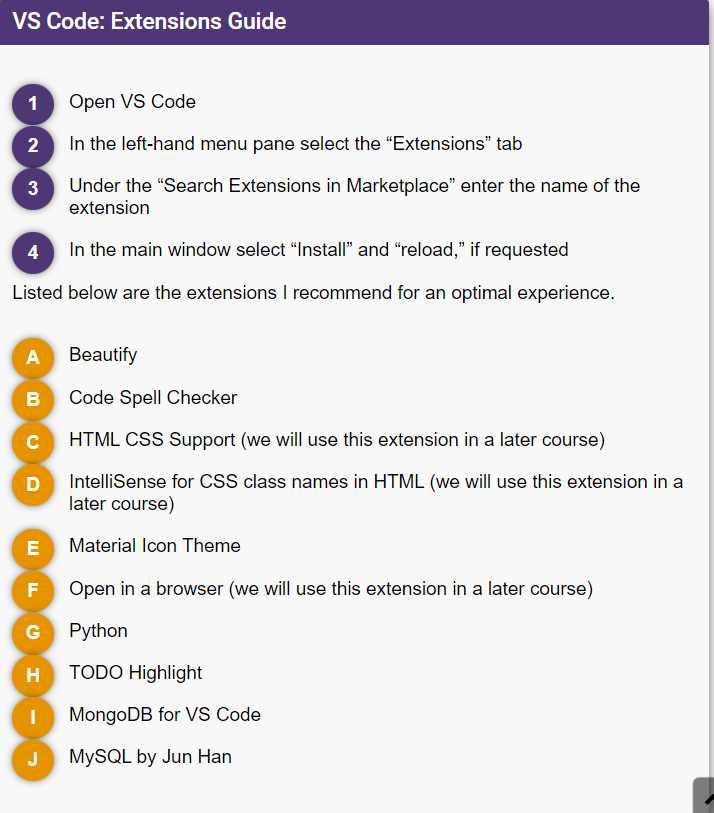 VS Code: Extensions Guide
1 Open VS Code
2 In the left-hand menu pane select the “Extensions” tab
3 Under the “Search Extensions in Marketplace” enter the name of the
extension
4 In the main window select “Install” and “reload,” if requested
Listed below are the extensions I recommend for an optimal experience.
A Beautify
B Code Spell Checker
C HTML CSS Support (we will use this extension in a later course)
D IntelliSense for CSS class names in HTML (we will use this extension in a
later course)
E Material Icon Theme
F Open in a browser (we will use this extension in a later course)
G Python
H TODO Highlight
I MongoDB for VS Code
J MySQL by Jun Han